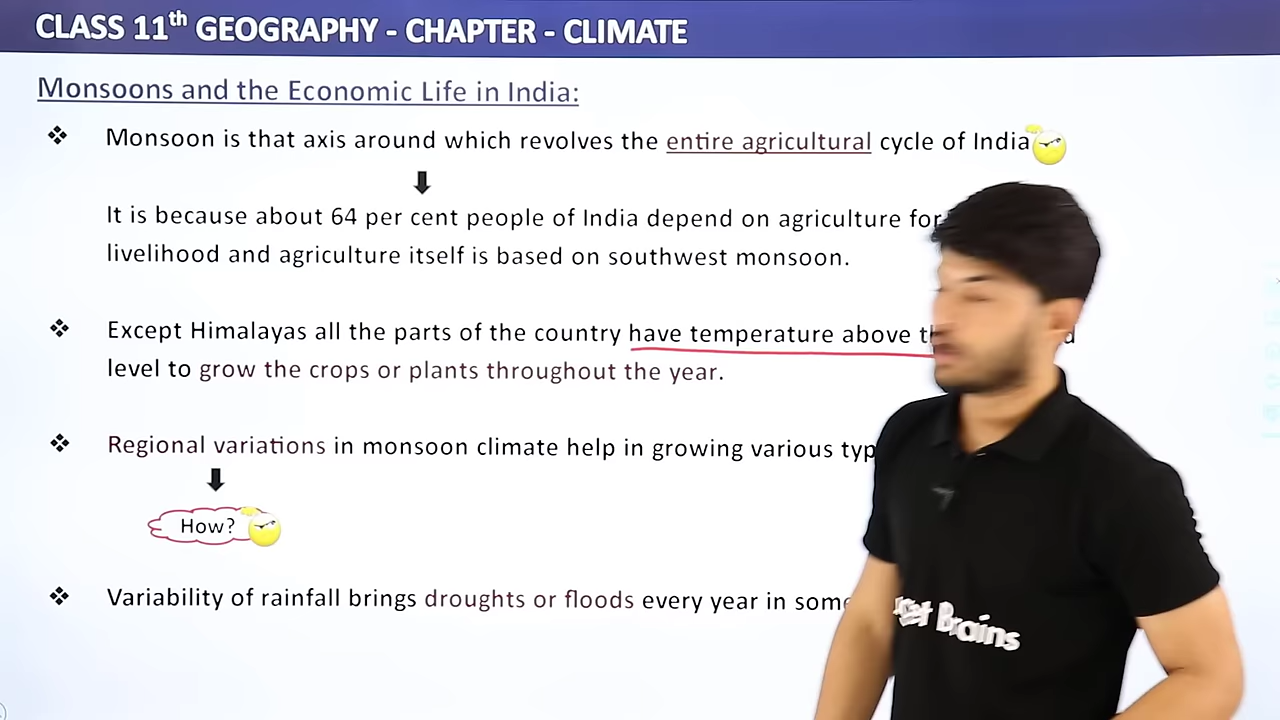 CLASS 11th GEOGRAPHY - CHAPTER - CLIMATE
Monsoons and the Economic Life in India:
❖ Monsoon is that axis around which revolves the entire agricultural cycle of India
It is because about 64 per cent people of India depend on agriculture for
livelihood and agriculture itself is based on southwest monsoon.
❖ Except Himalayas all the parts of the country have temperature above
level to grow the crops or plants throughout the year.
❖ Regional variations in monsoon climate help in growing various
How?
❖ Variability of rainfall brings droughts or floods every year in
Brains